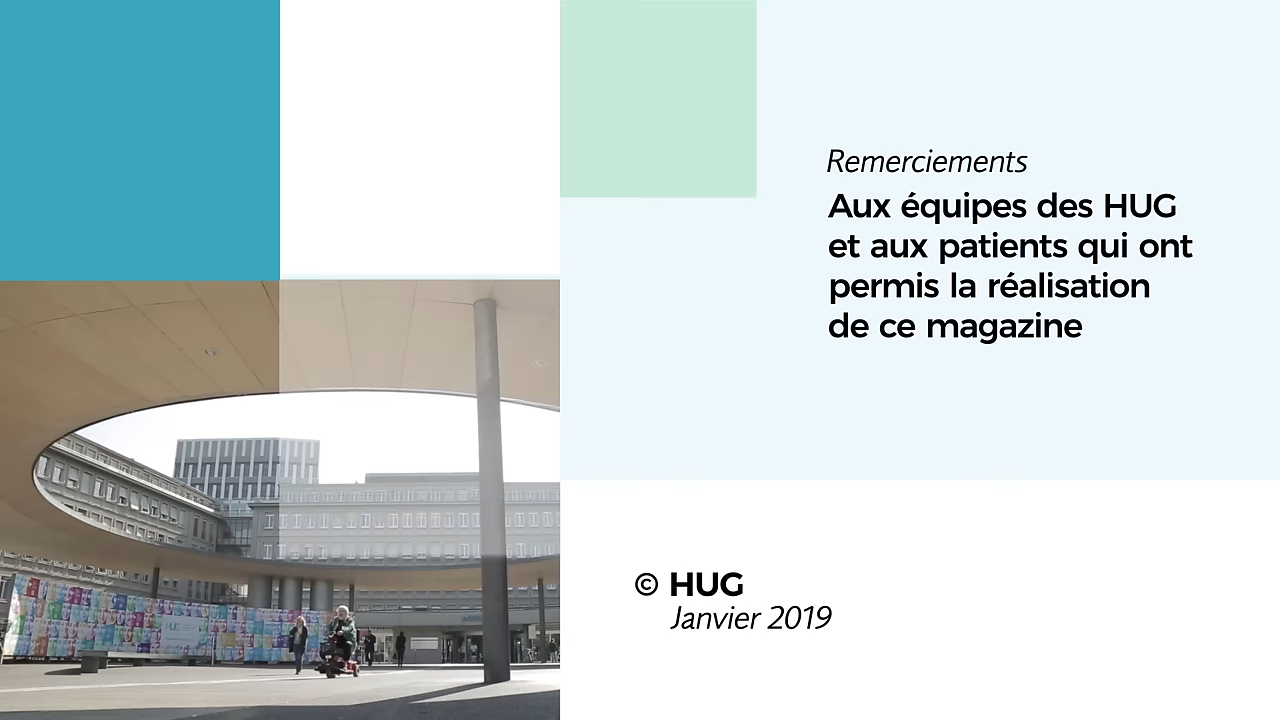 Remerciements
Aux équipes des HUG
et aux patients qui ont
permis la réalisation
de ce magazine
HUG
© HUG
Janvier 2019